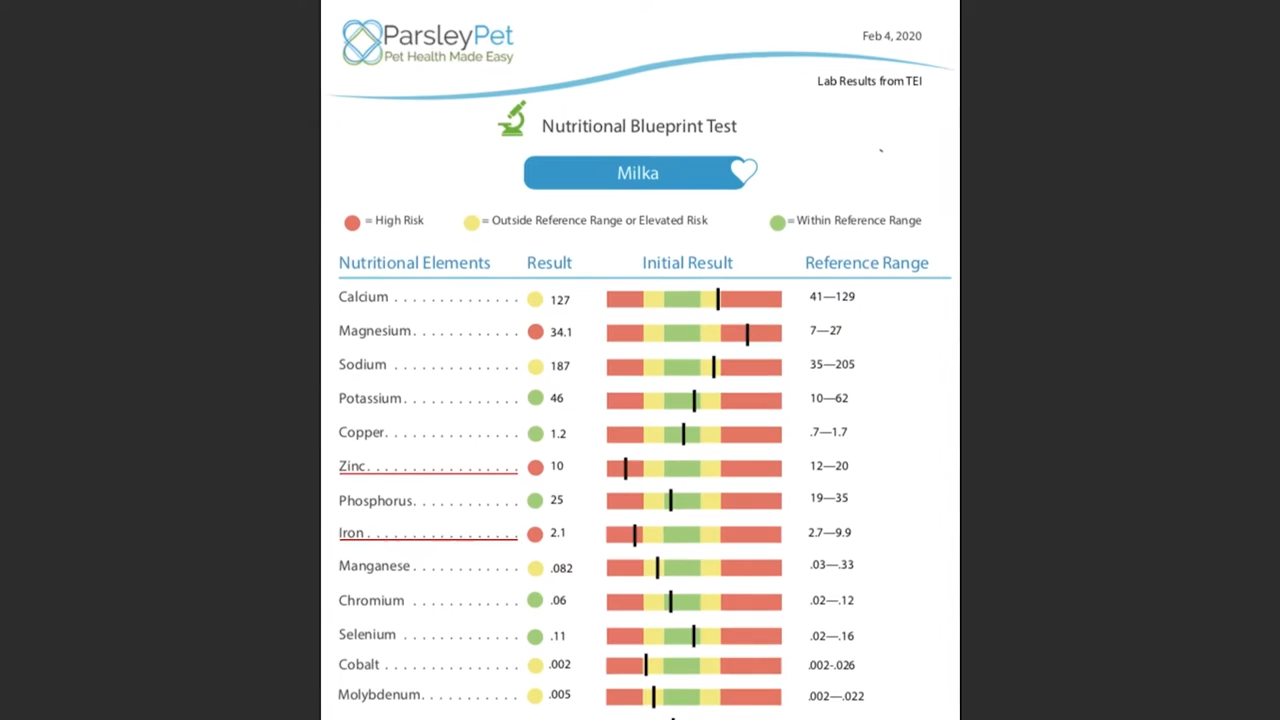 ParsleyPet
Pet Health Made Easy
Feb 4, 2020
Lab Results from TEI
Nutritional Blueprint Test
Milka
= High Risk = Outside Reference Range or Elevated Risk = Within Reference Range
Nutritional Elements Result Initial Result Reference Range
Calcium . . . . . . . . . . . . . . 127 41—129
Magnesium . . . . . . . . . . . . 34.1 7—27
Sodium . . . . . . . . . . . . . . 187 35—205
Potassium . . . . . . . . . . . . . 46 10—62
Copper. . . . . . . . . . . . . . . 1.2 .7—1.7
Zinc. . . . . . . . . . . . . . . . . 10 12—20
Phosphorus. . . . . . . . . . . . 25 19—35
Iron . . . . . . . . . . . . . . . . . 2.1 2.7—9.9
Manganese . . . . . . . . . . . . .082 .03—.33
Chromium . . . . . . . . . . . . .06 .02—.12
Selenium . . . . . . . . . . . . . .11 .02—.16
Cobalt . . . . . . . . . . . . . . . .002 .002-.026
Molybdenum. . . . . . . . . . . .005 .002—.022